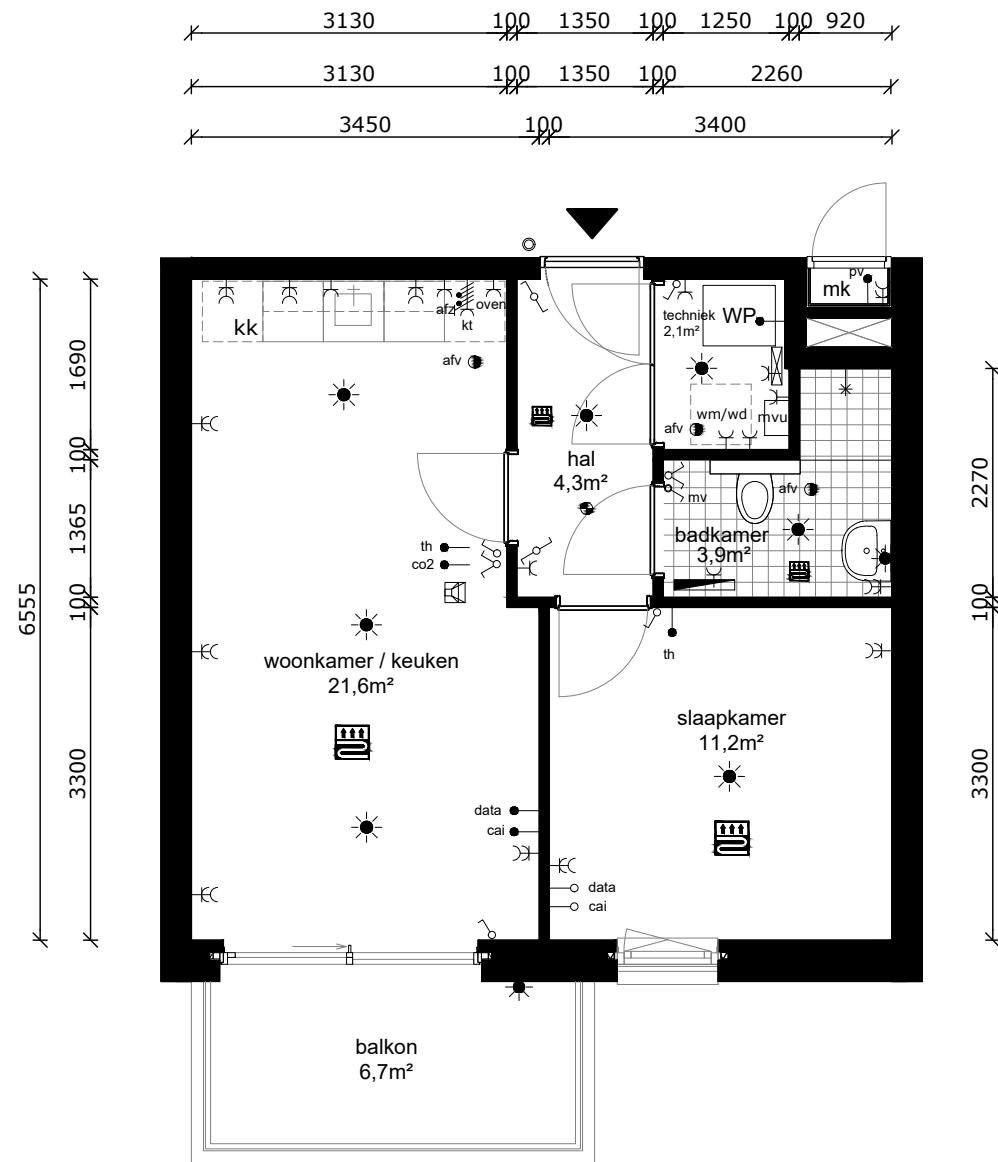 3130 100 1350 100 1250 100 920
3130 100 1350 100 2260
3450 100 3400
6555
1690
100
1365
100
3300
2270
100
3300
kk
afz
kt
oven
afv
techniek
2,1m²
WP
pv
mk
wm/wd
mvu
afv
hal
4,3m²
mv
afv
badkamer
3,9m²
th
co2
th
woonkamer / keuken
21,6m²
slaapkamer
11,2m²
data
cai
data
cai
balkon
6,7m²